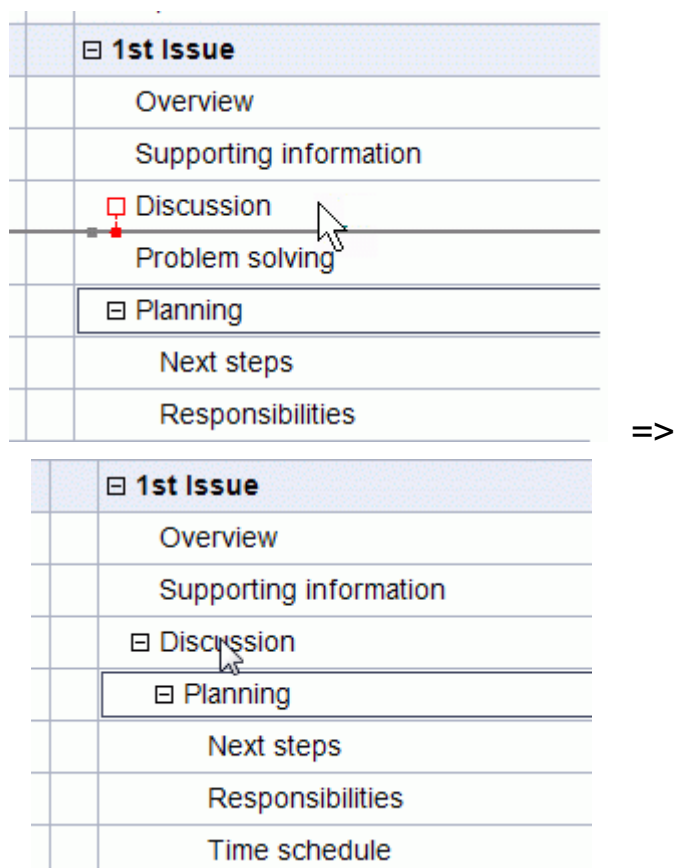 1st Issue
Overview
Supporting information
Discussion
Problem solving
Planning
Next steps
Responsibilities
=>
1st Issue
Overview
Supporting information
Discussion
Planning
Next steps
Responsibilities
Time schedule